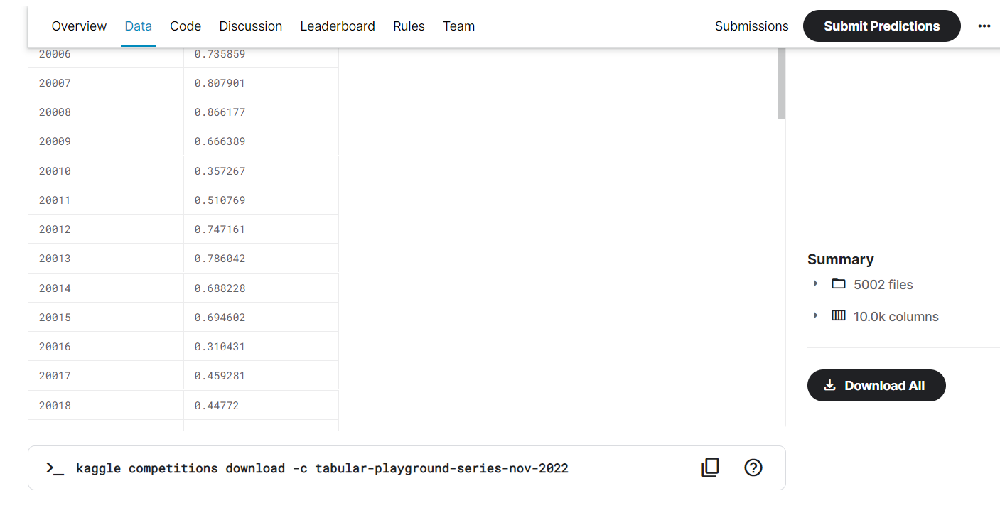 Overview Data Code Discussion Leaderboard Rules Team Submissions Submit Predictions
20006 0.735859
20007 0.807901
20008 0.866177
20009 0.666389
20010 0.357267
20011 0.510769
20012 0.747161
20013 0.786042
20014 0.688228
20015 0.694602
20016 0.310431
20017 0.459281
20018 0.44772
>_ kaggle competitions download -c tabular-playground-series-nov-2022
Summary
5002 files
10.0k columns
Download All